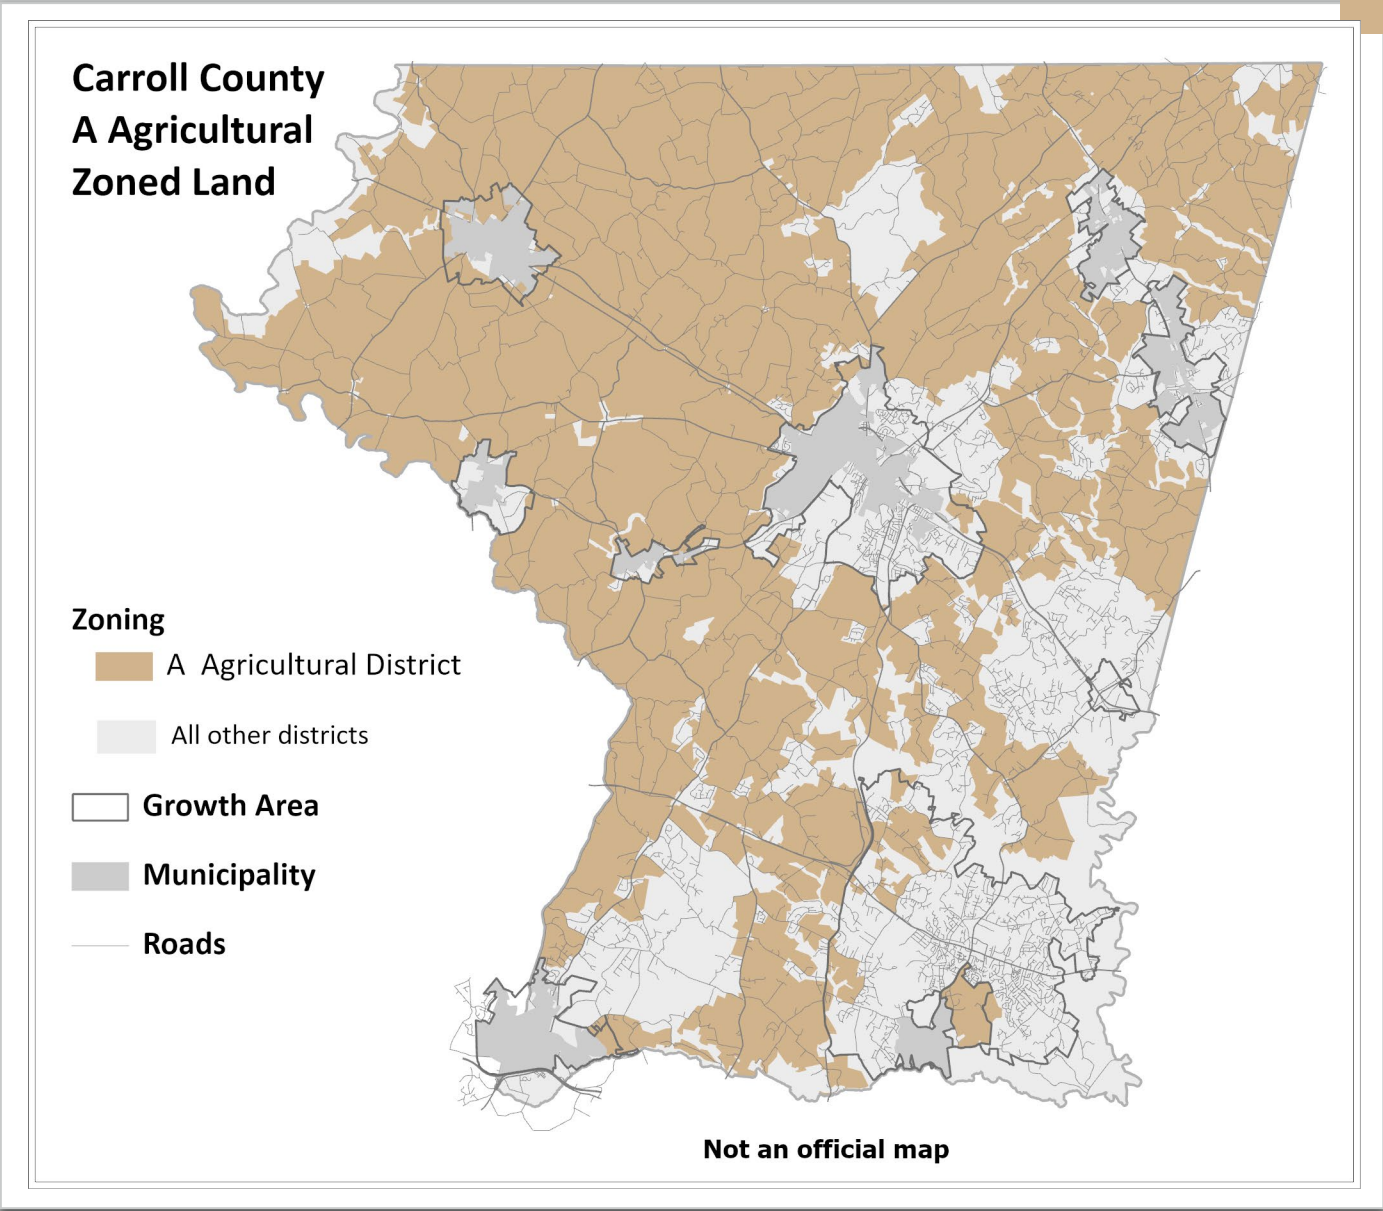 Carroll County
A Agricultural
Zoned Land
Zoning
A Agricultural District
All other districts
Growth Area
Municipality
Roads
Not an official map